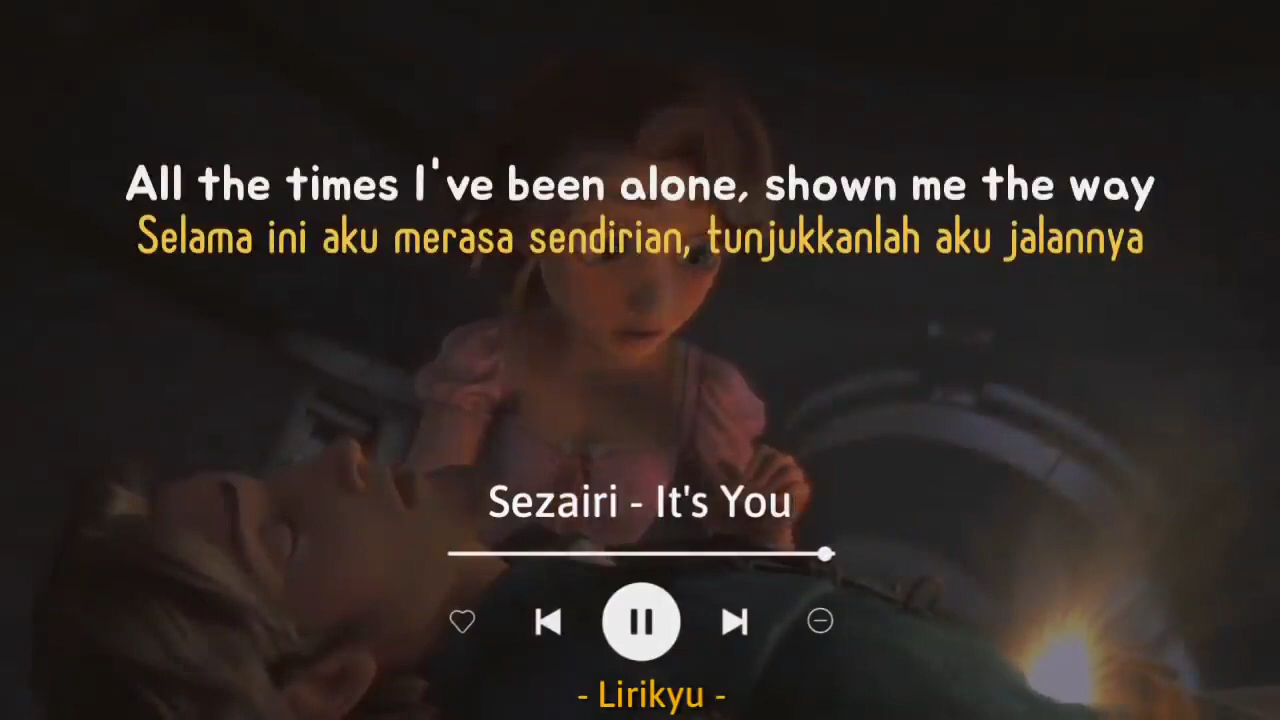 All the times I've been alone, shown me the way
Selama ini aku merasa sendirian, tunjukkanlah aku jalannya
Sezairi - It's You
- Lirikyu -